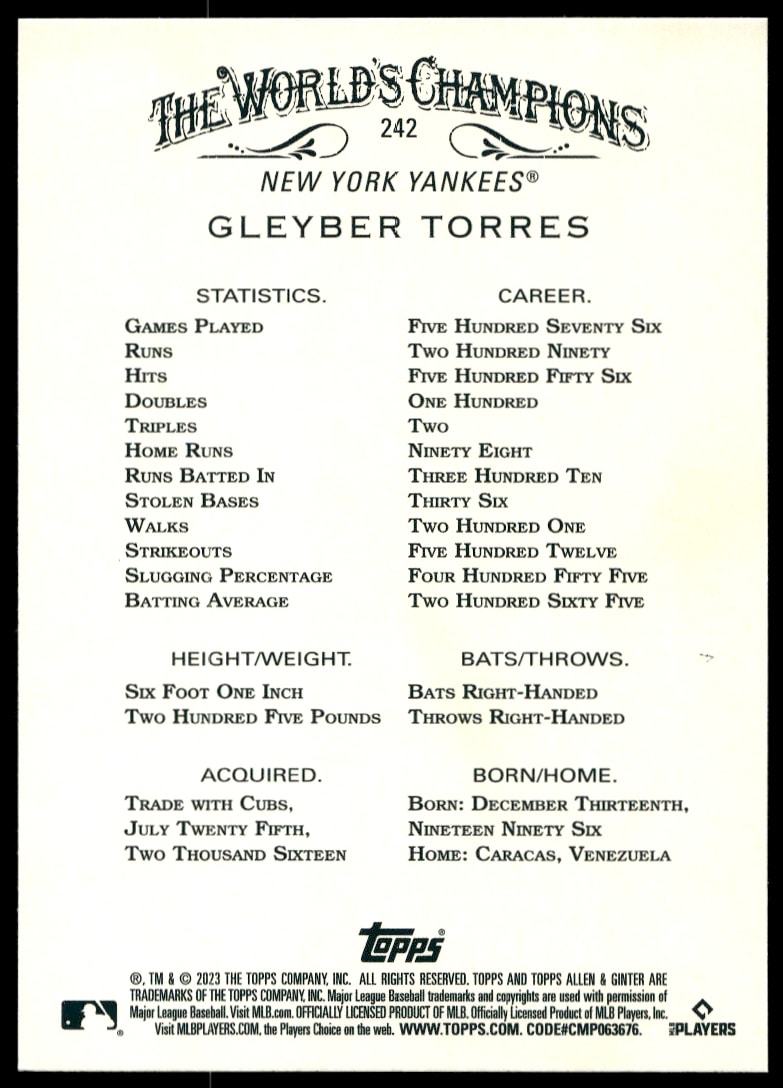 THE WORLD'S CHAMPIONS
242
NEW YORK YANKEES®
GLEYBER TORRES
STATISTICS. CAREER.
GAMES PLAYED FIVE HUNDRED SEVENTY SIX
RUNS TWO HUNDRED NINETY
HITS FIVE HUNDRED FIFTY SIX
DOUBLES ONE HUNDRED
TRIPLES TWO
HOME RUNS NINETY EIGHT
RUNS BATTED IN THREE HUNDRED TEN
STOLEN BASES THIRTY SIX
WALKS TWO HUNDRED ONE
STRIKEOUTS FIVE HUNDRED TWELVE
SLUGGING PERCENTAGE FOUR HUNDRED FIFTY FIVE
BATTING AVERAGE TWO HUNDRED SIXTY FIVE
HEIGHT/WEIGHT. BATS/THROWS.
SIX FOOT ONE INCH BATS RIGHT-HANDED
TWO HUNDRED FIVE POUNDS THROWS RIGHT-HANDED
ACQUIRED. BORN/HOME.
TRADE WITH CUBS, BORN: DECEMBER THIRTEENTH,
JULY TWENTY FIFTH, NINETEEN NINETY SIX
TWO THOUSAND SIXTEEN HOME: CARACAS, VENEZUELA
Topps®
®, TM & © 2023 THE TOPPS COMPANY, INC. ALL RIGHTS RESERVED. TOPPS AND TOPPS ALLEN & GINTER ARE
TRADEMARKS OF THE TOPPS COMPANY, INC. Major League Baseball trademarks and copyrights are used with permission of
Major League Baseball. Visit MLB.com. OFFICIALLY LICENSED PRODUCT OF MLB. Officially Licensed Product of MLB Players, Inc.
Visit MLBPLAYERS.COM, the Players Choice on the web. WWW.TOPPS.COM. CODE#CMP063676.
® MLB PLAYERS